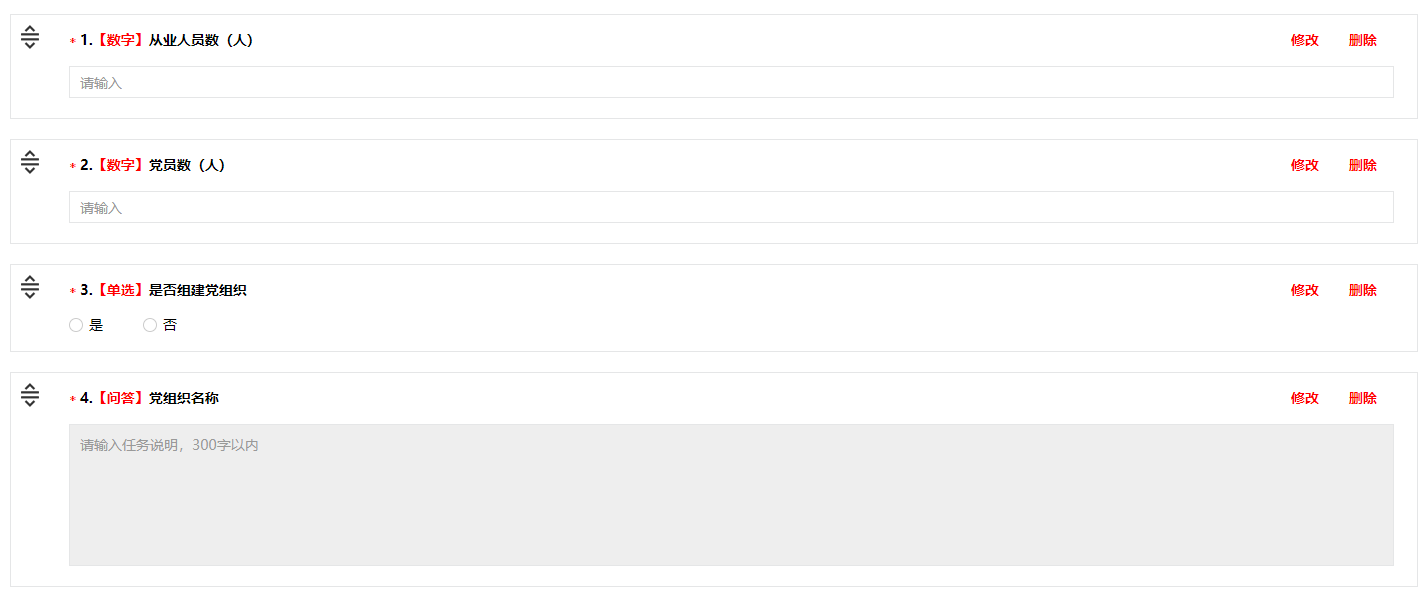 * 1.【数字】从业人员数（人） 修改 删除
请输入
* 2.【数字】党员数（人） 修改 删除
请输入
* 3.【单选】是否组建党组织 修改 删除
是 否
* 4.【问答】党组织名称 修改 删除
请输入任务说明，300字以内